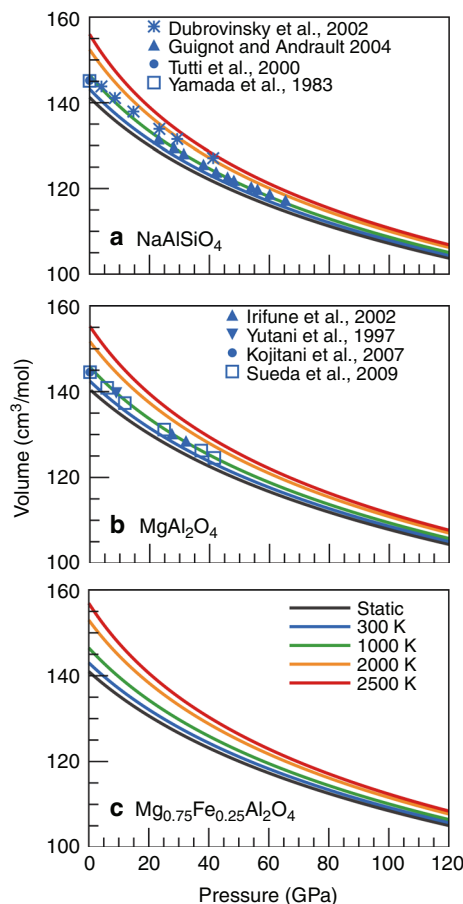 160
140
120
100
Dubrovinsky et al., 2002
Guignot and Andrault 2004
Tutti et al., 2000
Yamada et al., 1983
a NaAlSiO4
Volume (cm³/mol)
160
140
120
100
Irifune et al., 2002
Yutani et al., 1997
Kojitani et al., 2007
Sueda et al., 2009
b MgAl2O4
160
140
120
100
Static
300 K
1000 K
2000 K
2500 K
c Mg0.75Fe0.25Al2O4
0 20 40 60 80 100 120
Pressure (GPa)